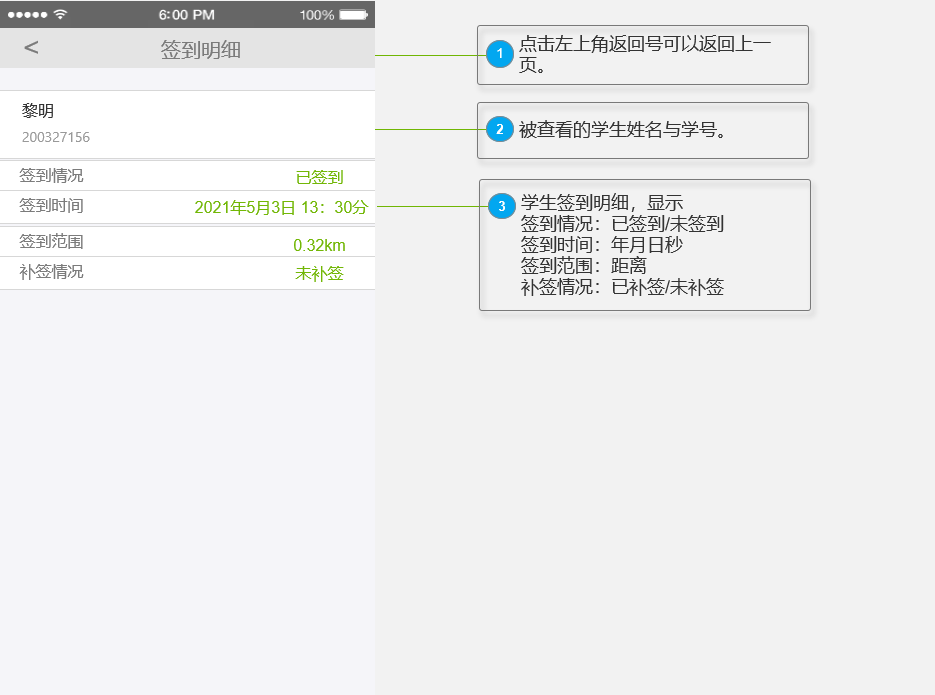 6:00 PM 100%
< 签到明细
黎明
200327156
签到情况 已签到
签到时间 2021年5月3日 13：30分
签到范围 0.32km
补签情况 未补签
1 点击左上角返回号可以返回上一
页。
2 被查看的学生姓名与学号。
3 学生签到明细，显示
签到情况：已签到/未签到
签到时间：年月日秒
签到范围：距离
补签情况：已补签/未补签